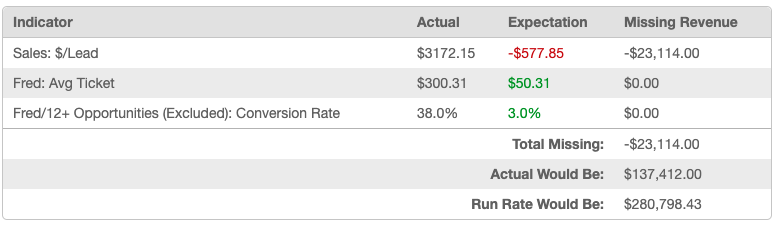 Indicator Actual Expectation Missing Revenue
Sales: $/Lead $3172.15 -$577.85 -$23,114.00
Fred: Avg Ticket $300.31 $50.31 $0.00
Fred/12+ Opportunities (Excluded): Conversion Rate 38.0% 3.0% $0.00
Total Missing: -$23,114.00
Actual Would Be: $137,412.00
Run Rate Would Be: $280,798.43